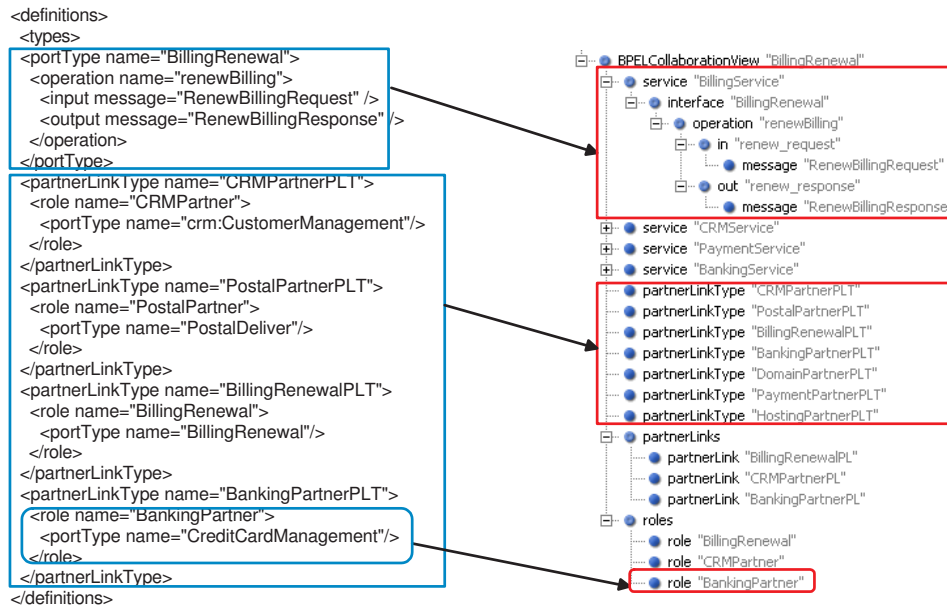 <definitions>
<types>
<portType name="BillingRenewal">
<operation name="renewBilling">
<input message="RenewBillingRequest" />
<output message="RenewBillingResponse" />
</operation>
</portType>
<partnerLinkType name="CRMPartnerPLT">
<role name="CRMPartner">
<portType name="crm:CustomerManagement"/>
</role>
</partnerLinkType>
<partnerLinkType name="PostalPartnerPLT">
<role name="PostalPartner">
<portType name="PostalDeliver"/>
</role>
</partnerLinkType>
<partnerLinkType name="BillingRenewalPLT">
<role name="BillingRenewal">
<portType name="BillingRenewal"/>
</role>
</partnerLinkType>
<partnerLinkType name="BankingPartnerPLT">
<role name="BankingPartner">
<portType name="CreditCardManagement"/>
</role>
</partnerLinkType>
</definitions>
BPELCollaborationView "BillingRenewal"
service "BillingService"
interface "BillingRenewal"
operation "renewBilling"
in "renew_request"
message "RenewBillingRequest"
out "renew_response"
message "RenewBillingResponse
service "CRMService"
service "PaymentService"
service "BankingService"
partnerLinkType "CRMPartnerPLT"
partnerLinkType "PostalPartnerPLT"
partnerLinkType "BillingRenewalPLT"
partnerLinkType "BankingPartnerPLT"
partnerLinkType "DomainPartnerPLT"
partnerLinkType "PaymentPartnerPLT"
partnerLinkType "HostingPartnerPLT"
partnerLinks
partnerLink "BillingRenewalPL"
partnerLink "CRMPartnerPL"
partnerLink "BankingPartnerPL"
roles
role "BillingRenewal"
role "CRMPartner"
role "BankingPartner"